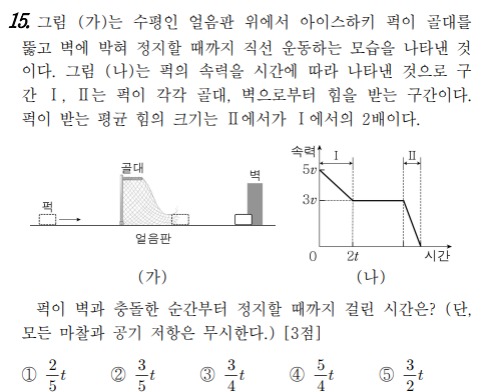 15. 그림 (가)는 수평인 얼음판 위에서 아이스하키 퍽이 골대를
뚫고 벽에 박혀 정지할 때까지 직선 운동하는 모습을 나타낸 것
이다. 그림 (나)는 퍽의 속력을 시간에 따라 나타낸 것으로 구
간 Ⅰ, Ⅱ는 퍽이 각각 골대, 벽으로부터 힘을 받는 구간이다.
퍽이 받는 평균 힘의 크기는 Ⅱ에서가 Ⅰ에서의 2배이다.
골대
퍽
벽
얼음판
(가)
속력
Ⅰ
Ⅱ
5v
3v
0
2t
시간
(나)
퍽이 벽과 충돌한 순간부터 정지할 때까지 걸린 시간은? (단,
모든 마찰과 공기 저항은 무시한다.) [3점]
① 2/5 t ② 3/5 t ③ 3/4 t ④ 5/4 t ⑤ 3/2 t